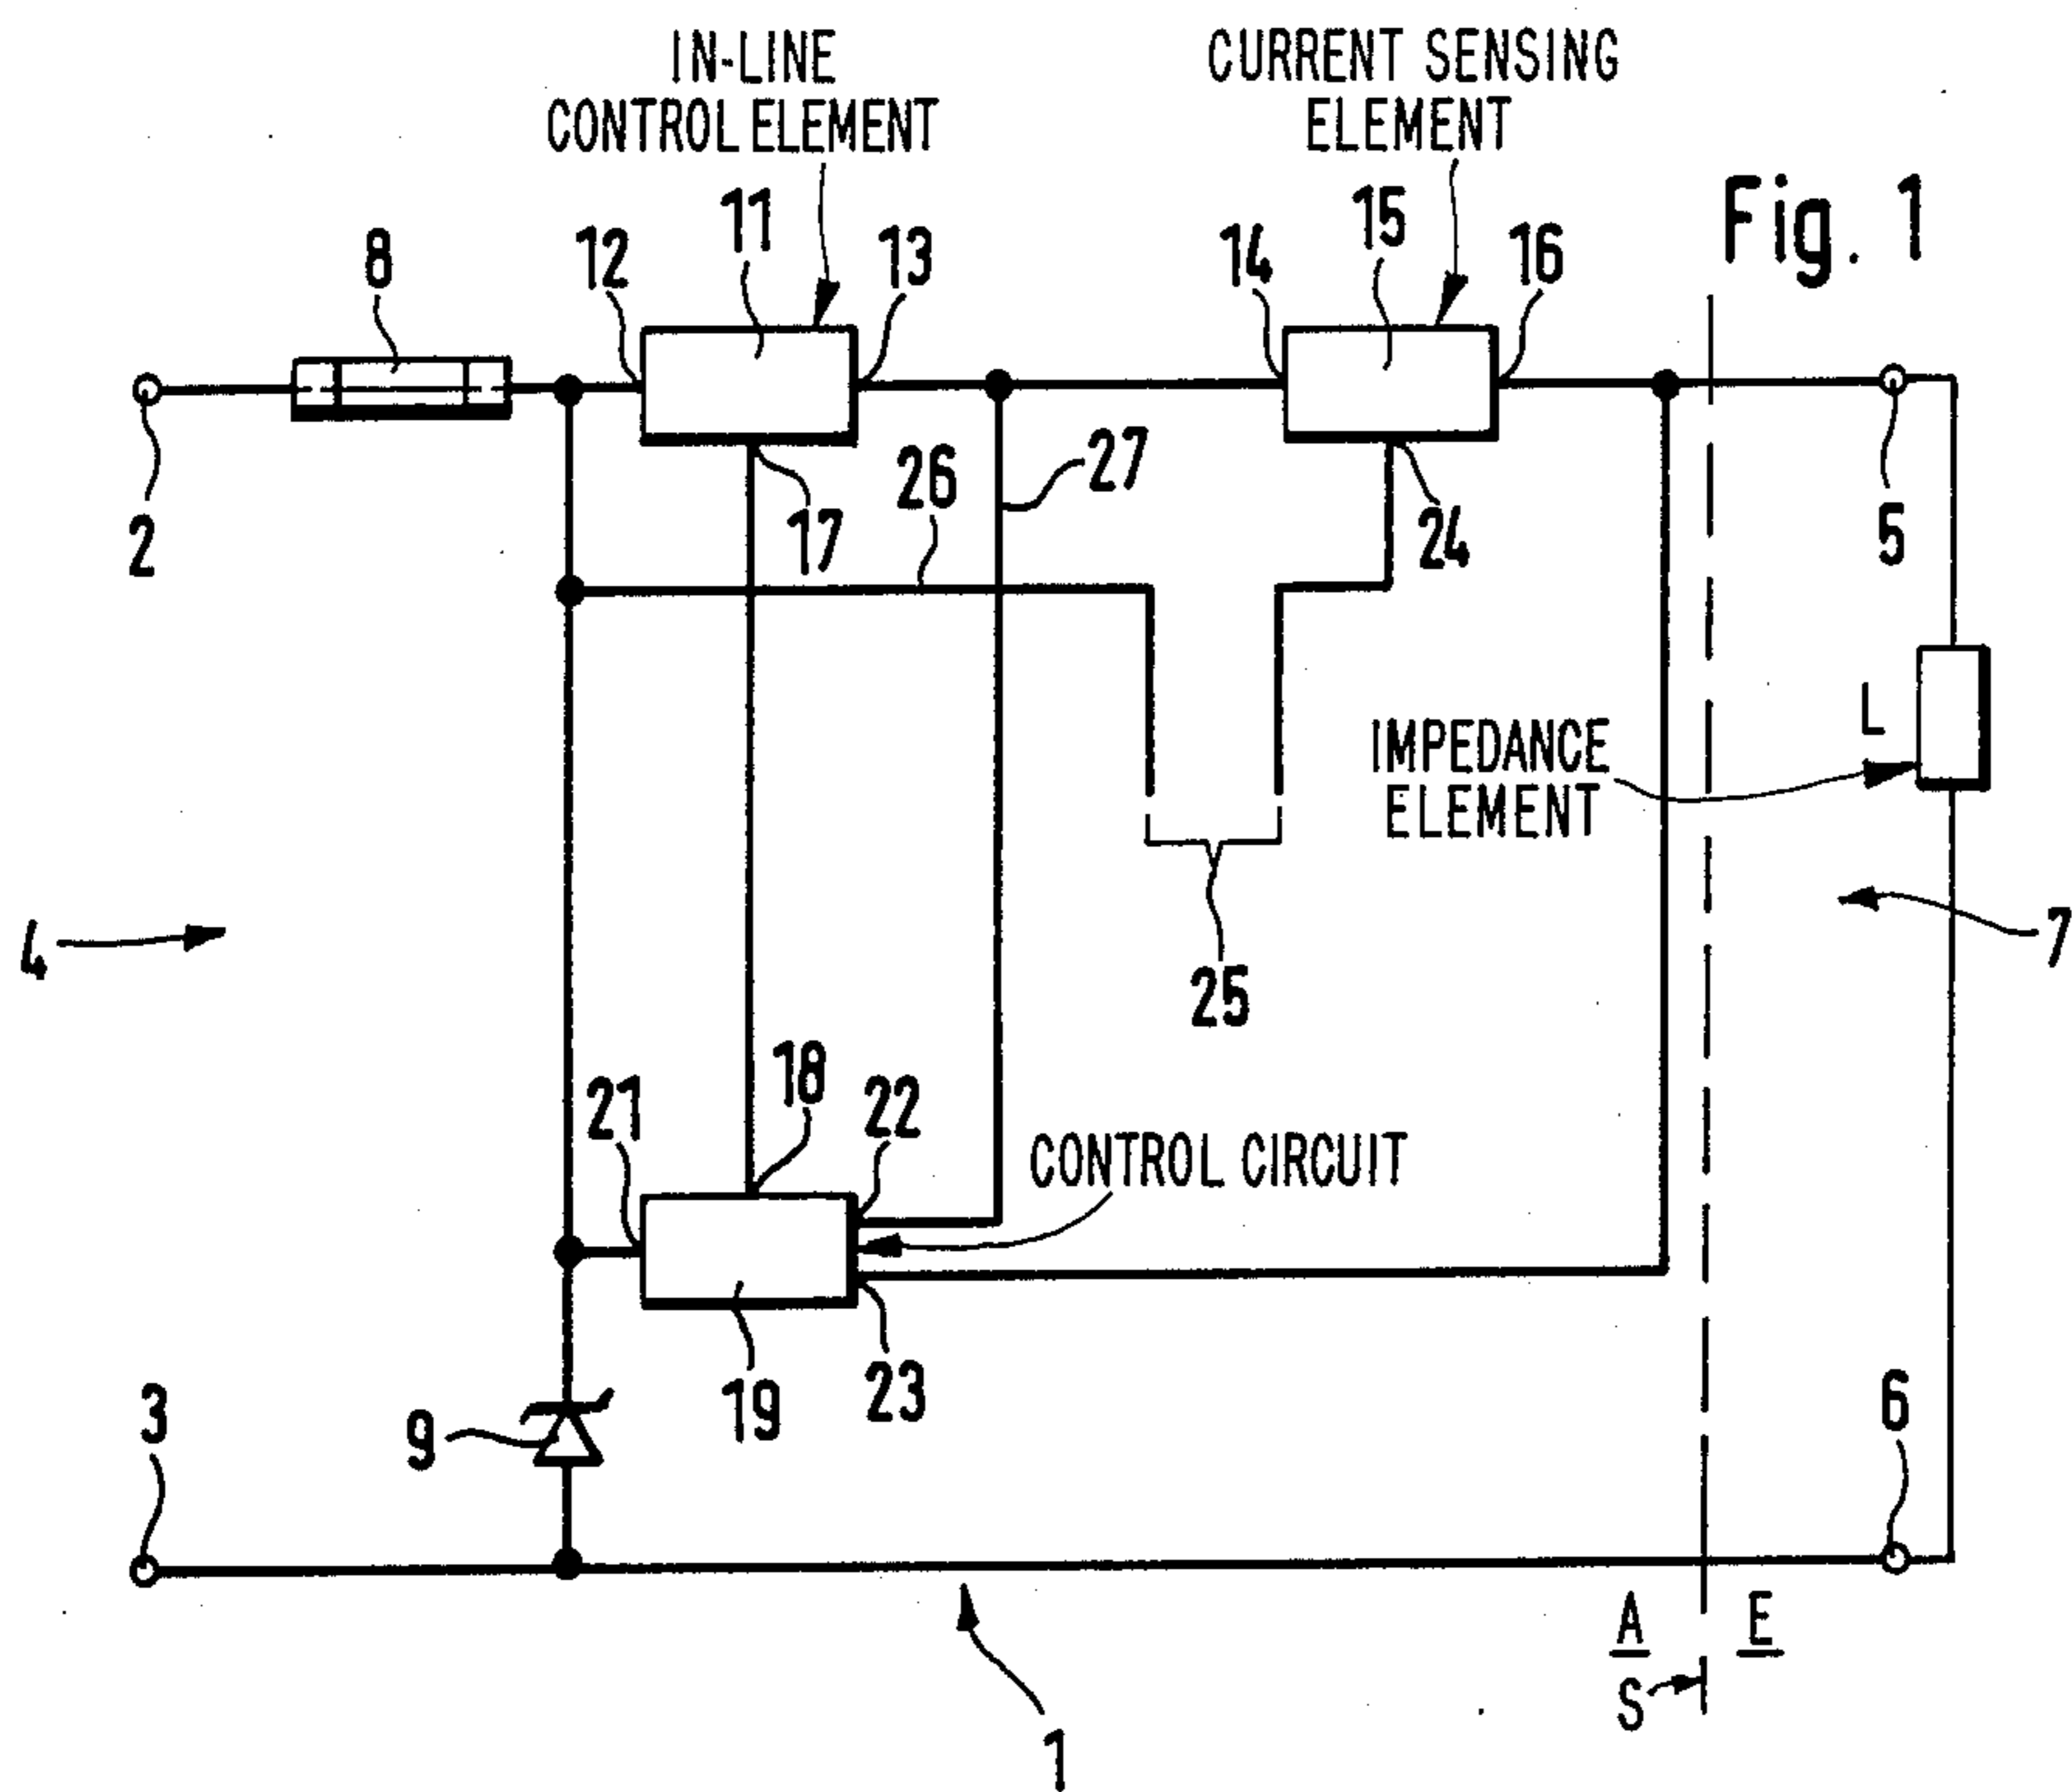 IN-LINE
CONTROL ELEMENT
CURRENT SENSING
ELEMENT
Fig. 1
8
12
11
13
14
15
16
2
17
26
27
24
5
L
IMPEDANCE
ELEMENT
4
7
25
21
18
22
CONTROL CIRCUIT
3
9
19
23
6
A
E
S
1